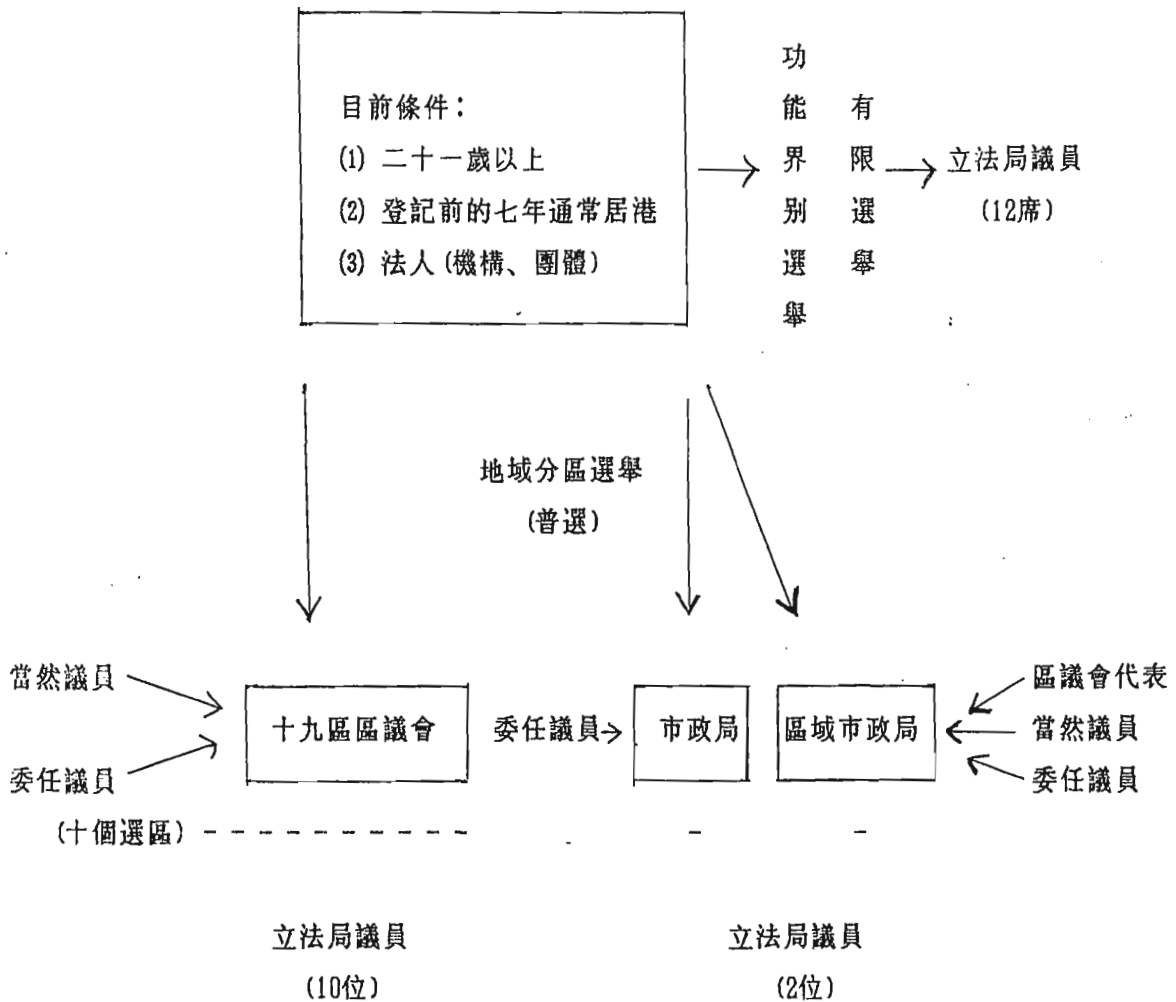 目前條件：
(1) 二十一歲以上
(2) 登記前的七年通常居港
(3) 法人(機構、團體)
功能界别選舉
有限選舉
立法局議員
(12席)
地域分區選舉
(普選)
當然議員
委任議員
十九區區議會
委任議員
市政局
區域市政局
區議會代表
當然議員
委任議員
(十個選區)
立法局議員
(10位)
立法局議員
(2位)